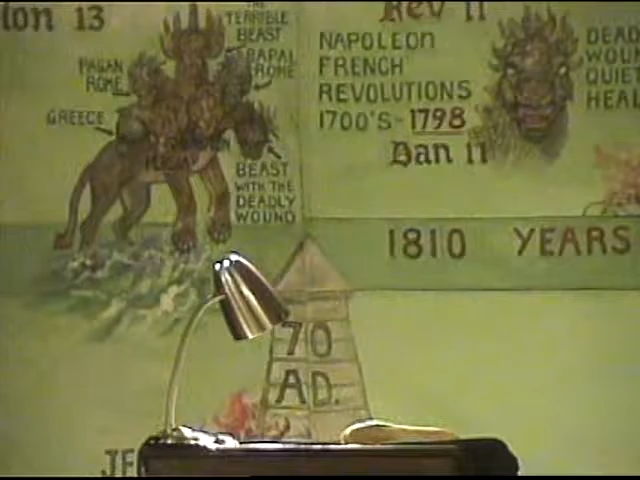 13
THE
TERRIBLE
BEAST
PAGAN
ROME
PAPAL
ROME
GREECE
BEAST
WITH THE
DEADLY
WOUND
Rev 11
NAPOLEON
FRENCH
REVOLUTIONS
1700'S - 1798
Dan 11
DEAD
WOUN
QUIET
HEAL
1810 YEARS
70
AD.